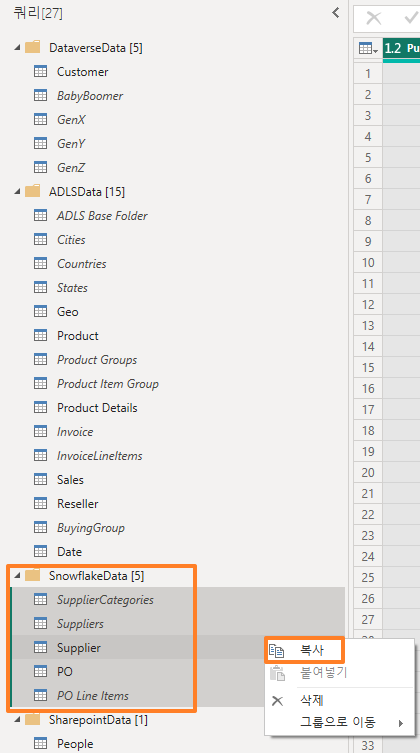 쿼리[27]
DataverseData [5]
Customer
BabyBoomer
GenX
GenY
GenZ
ADLSData [15]
ADLS Base Folder
Cities
Countries
States
Geo
Product
Product Groups
Product Item Group
Product Details
Invoice
InvoiceLineItems
Sales
Reseller
BuyingGroup
Date
SnowflakeData [5]
SupplierCategories
Suppliers
Supplier
PO
PO Line Items
SharepointData [1]
People
복사
붙여넣기
삭제
그룹으로 이동
1.2 Pu
1
2
3
4
5
6
7
8
9
10
11
12
13
14
15
16
17
18
19
20
21
22
23
24
25
26
27
28
33